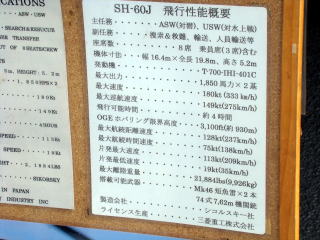 CATIONS
ASW , USW
SEARCH&RESCUE
SH-60J 飛行性能概要
主任務・・・・・ASW(対潜)、USW(対水上戦)
副任務・・・・・捜索&救難、輸送、人員輸送等
座席数・・・・・8席 乗員席(3席)含む
機体寸法・・・幅16.4m×全長19.8m、高さ5.2m
発動機・・・・・T-700-IHI-401C
最大出力・・・・・1,850馬力×2基
最大速度・・・・・180kt(333km/h)
最大巡航速度・・・・・149kt(275km/h)
飛行可能時間・・・・・約4時間
OGEホバリング限界高度・・・3,100ft(約930m)
最大航続距離速度・・・・・128kt(237km/h)
最大航続時間速度・・・・・75kt(138km/h)
片発最大速度・・・・・113kt(209km/h)
片発最低速度・・・・・19kt(35km/h)
最大離陸重量・・・・・21,884lbs(9,926kg)
搭載可能武器・・・・・Mk46短魚雷×2本
74式7,62m機関銃
製造会社・・・・・シコルスキー社
ライセンス生産・・・・・三菱重工株式会社
SIKORSKY
IN JAPAN
Y INDUSTRY INC